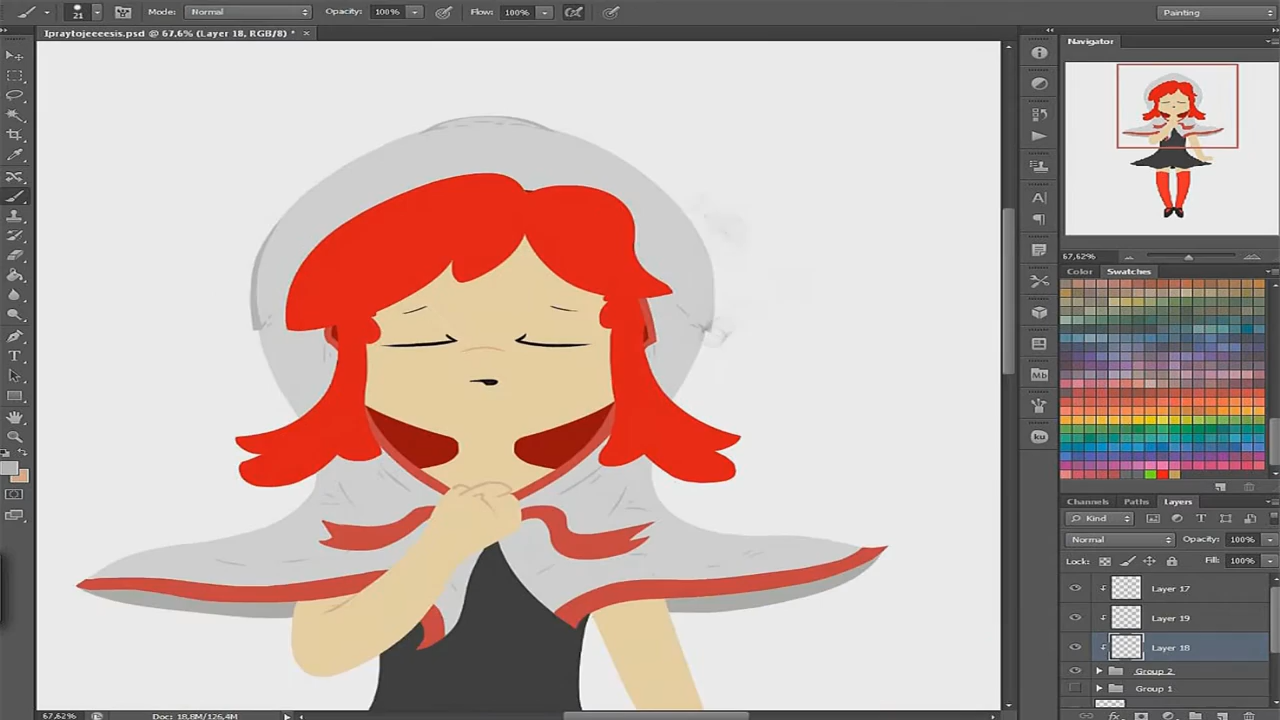 21 Mode: Normal Opacity: 100% Flow: 100% Painting
Ipraytojeeeesis.psd @ 67,6% (Layer 18, RGB/8) *
Navigator
67,62%
Color Swatches
Mb
ku
Channels Paths Layers
Kind
Normal Opacity: 100%
Lock: Fill: 100%
Layer 17
Layer 19
Layer 18
Group 2
Group 1
67,62% Doc: 18,8M/126,4M